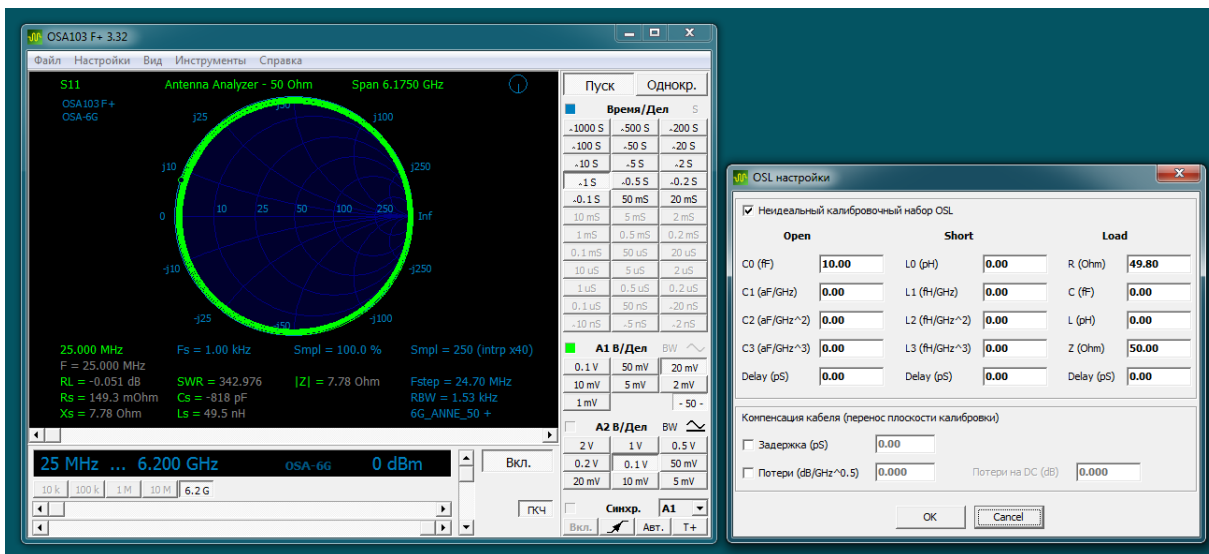 OSA103 F+ 3.32
Файл Настройки Вид Инструменты Справка
S11 Antenna Analyzer - 50 Ohm Span 6.1750 GHz
OSA103 F+
OSA-6G
j50
j25 j100
j10 j250
0 10 25 50 100 250 Inf
-j10 -j250
-j25 -j50 -j100
25.000 MHz Fs = 1.00 kHz Smpl = 100.0 % Smpl = 250 (intrp x40)
F = 25.000 MHz
RL = -0.051 dB SWR = 342.976 |Z| = 7.78 Ohm Fstep = 24.70 MHz
Rs = 149.3 mOhm Cs = -818 pF RBW = 1.53 kHz
Xs = 7.78 Ohm Ls = 49.5 nH 6G_ANNE_50 +
25 MHz ... 6.200 GHz OSA-6G 0 dBm Вкл.
10 k 100 k 1 M 10 M 6.2 G
ГКЧ
Пуск Однокр.
Время/Дел S
-1000 S -500 S -200 S
-100 S -50 S -20 S
-10 S -5 S -2 S
-1 S -0.5 S -0.2 S
-0.1 S 50 mS 20 mS
10 mS 5 mS 2 mS
1 mS 0.5 mS 0.2 mS
0.1 mS 50 uS 20 uS
10 uS 5 uS 2 uS
1 uS 0.5 uS 0.2 uS
0.1 uS 50 nS -20 nS
-10 nS -5 nS -2 nS
A1 В/Дел BW
0.1 V 50 mV 20 mV
10 mV 5 mV 2 mV
1 mV - 50 -
A2 В/Дел BW
2 V 1 V 0.5 V
0.2 V 0.1 V 50 mV
20 mV 10 mV 5 mV
Синхр. A1
Вкл. Авт. T+
OSL настройки
Неидеальный калибровочный набор OSL
Open Short Load
C0 (fF) 10.00 L0 (pH) 0.00 R (Ohm) 49.80
C1 (aF/GHz) 0.00 L1 (fH/GHz) 0.00 C (fF) 0.00
C2 (aF/GHz^2) 0.00 L2 (fH/GHz^2) 0.00 L (pH) 0.00
C3 (aF/GHz^3) 0.00 L3 (fH/GHz^3) 0.00 Z (Ohm) 50.00
Delay (pS) 0.00 Delay (pS) 0.00 Delay (pS) 0.00
Компенсация кабеля (перенос плоскости калибровки)
Задержка (pS) 0.00
Потери (dB/GHz^0.5) 0.000 Потери на DC (dB) 0.000
OK Cancel